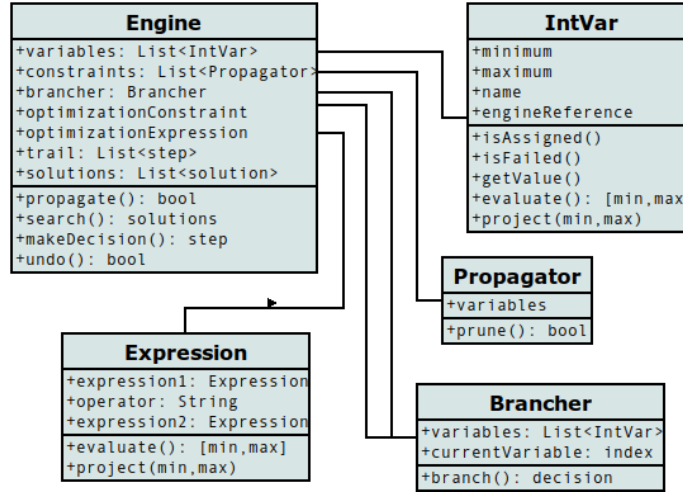 Engine
+variables: List<IntVar>
+constraints: List<Propagator>
+brancher: Brancher
+optimizationConstraint
+optimizationExpression
+trail: List<step>
+solutions: List<solution>
+propagate(): bool
+search(): solutions
+makeDecision(): step
+undo(): bool
IntVar
+minimum
+maximum
+name
+engineReference
+isAssigned()
+isFailed()
+getValue()
+evaluate(): [min,max
+project(min,max)
Propagator
+variables
+prune(): bool
Expression
+expression1: Expression
+operator: String
+expression2: Expression
+evaluate(): [min,max]
+project(min,max)
Brancher
+variables: List<IntVar>
+currentVariable: index
+branch(): decision